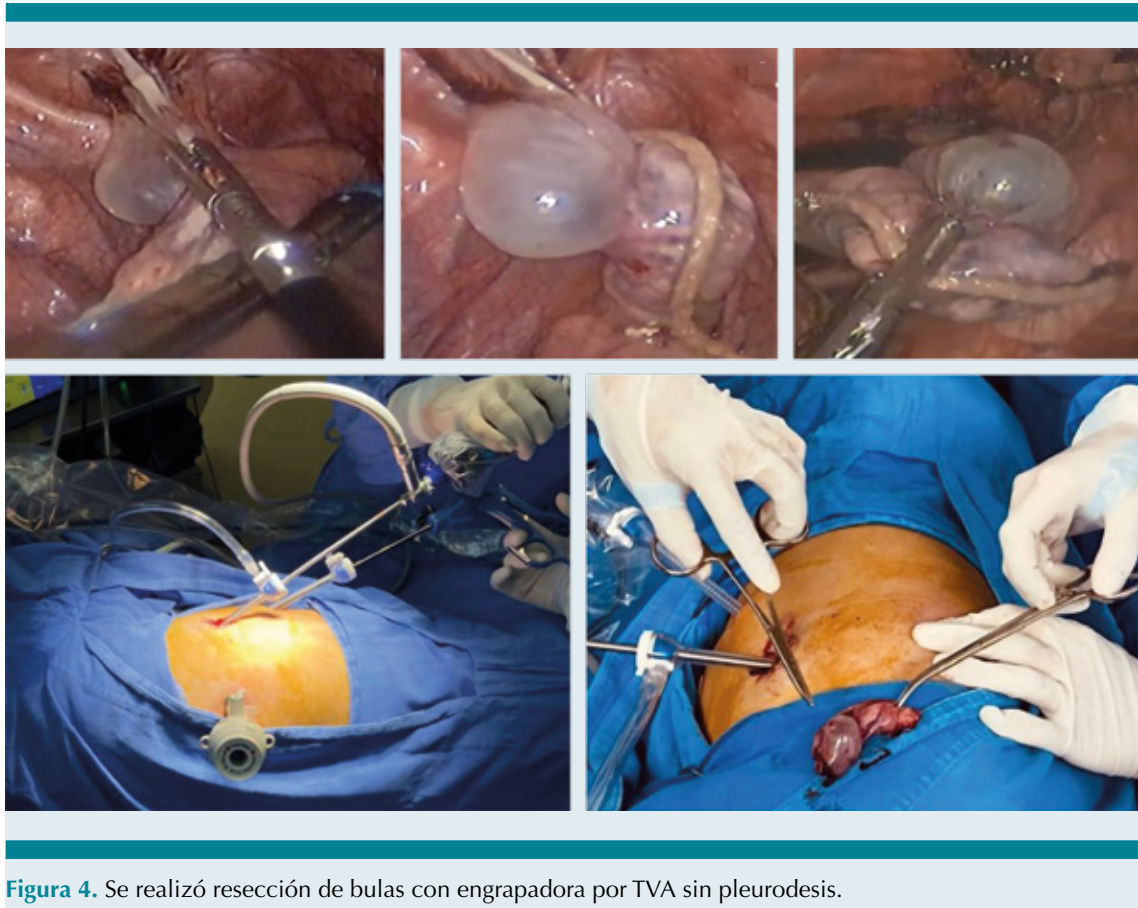 Figura 4. Se realizó resección de bulas con engrapadora por TVA sin pleurodesis.